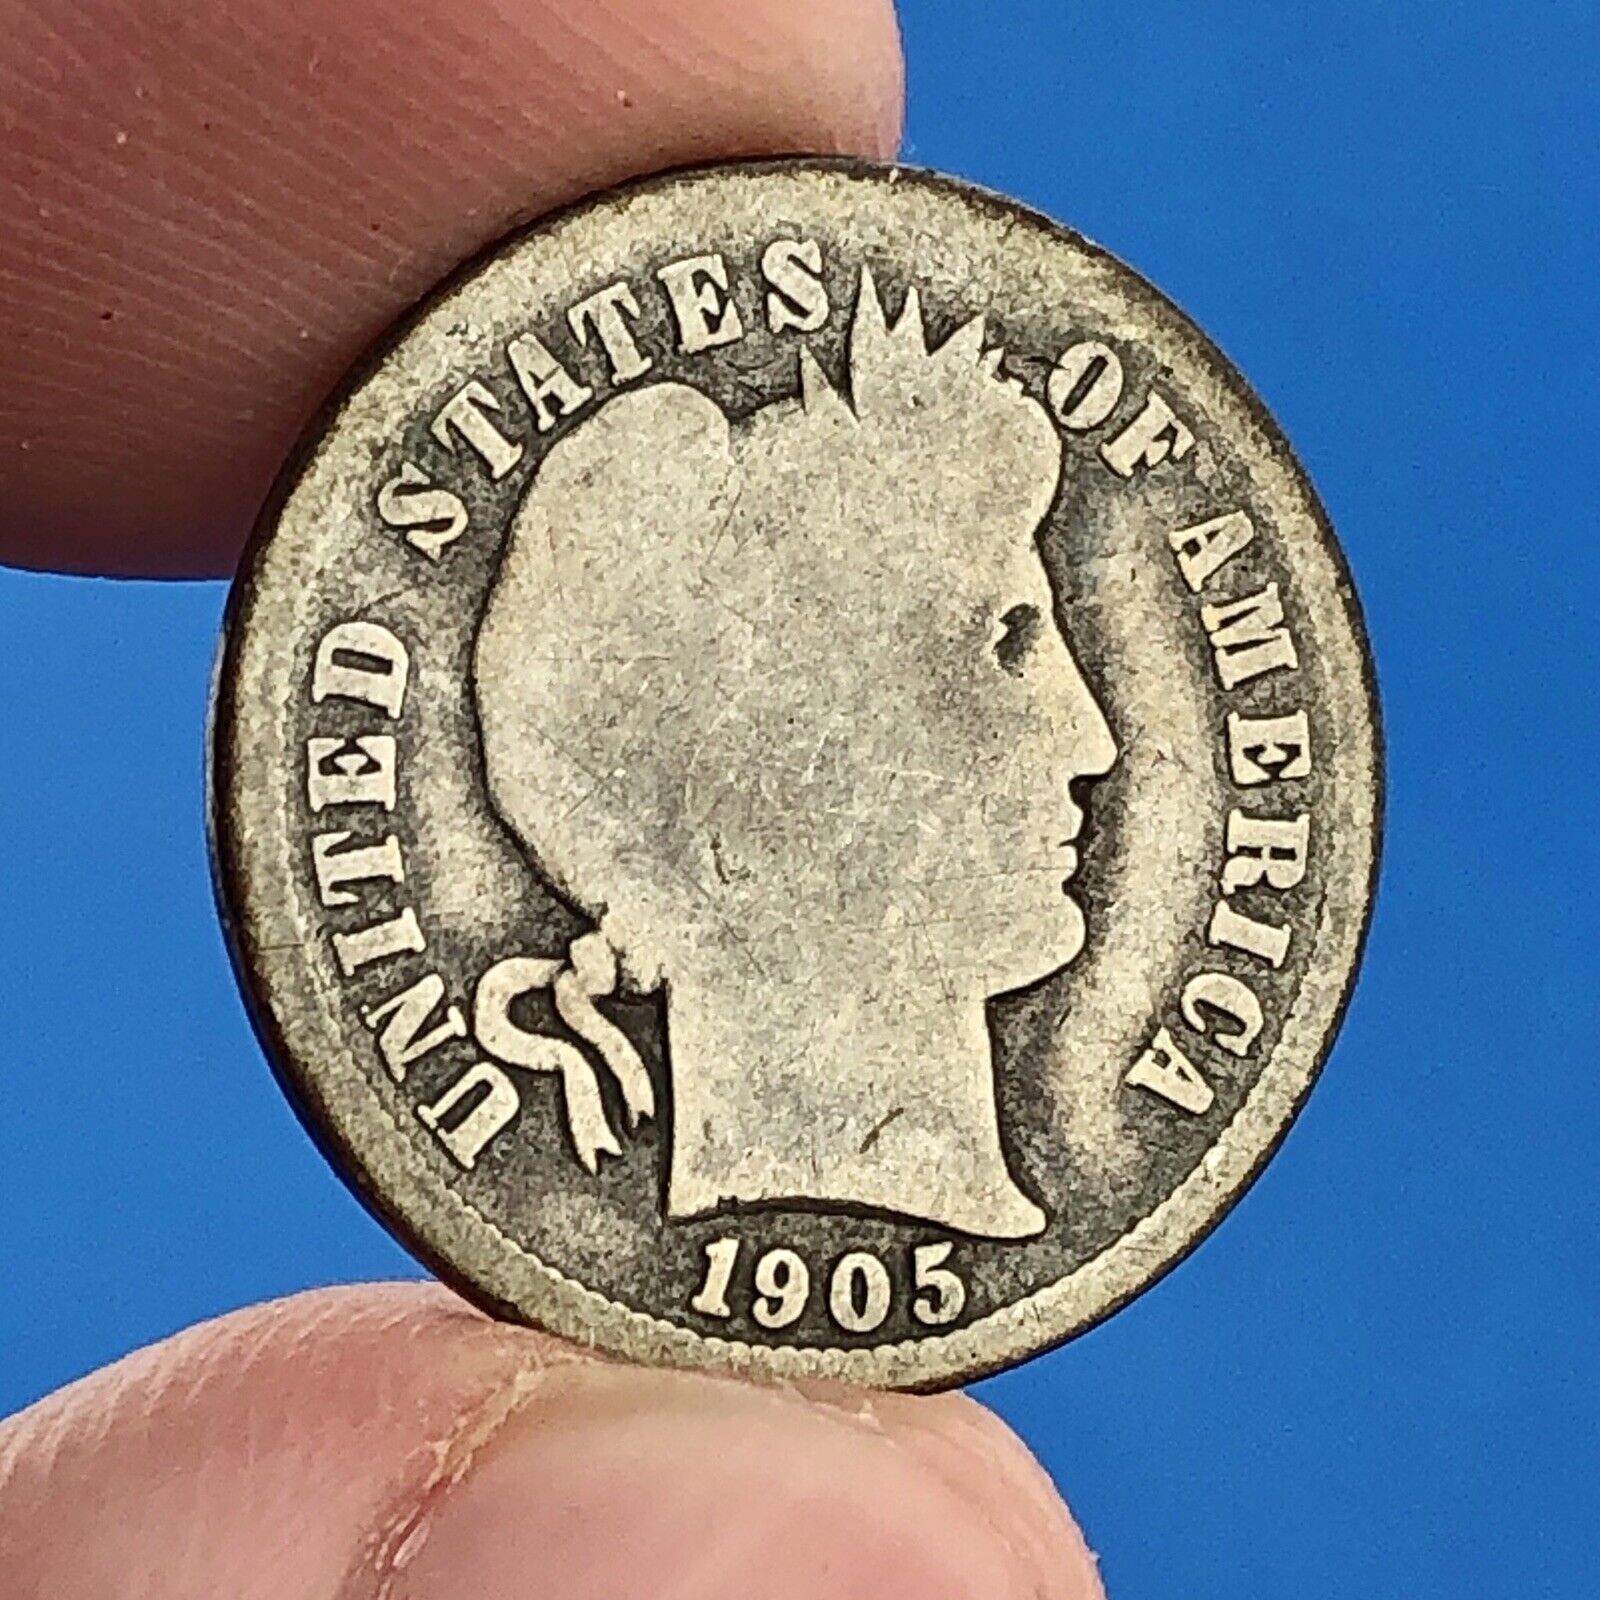 UNITED STATES OF AMERICA
1905